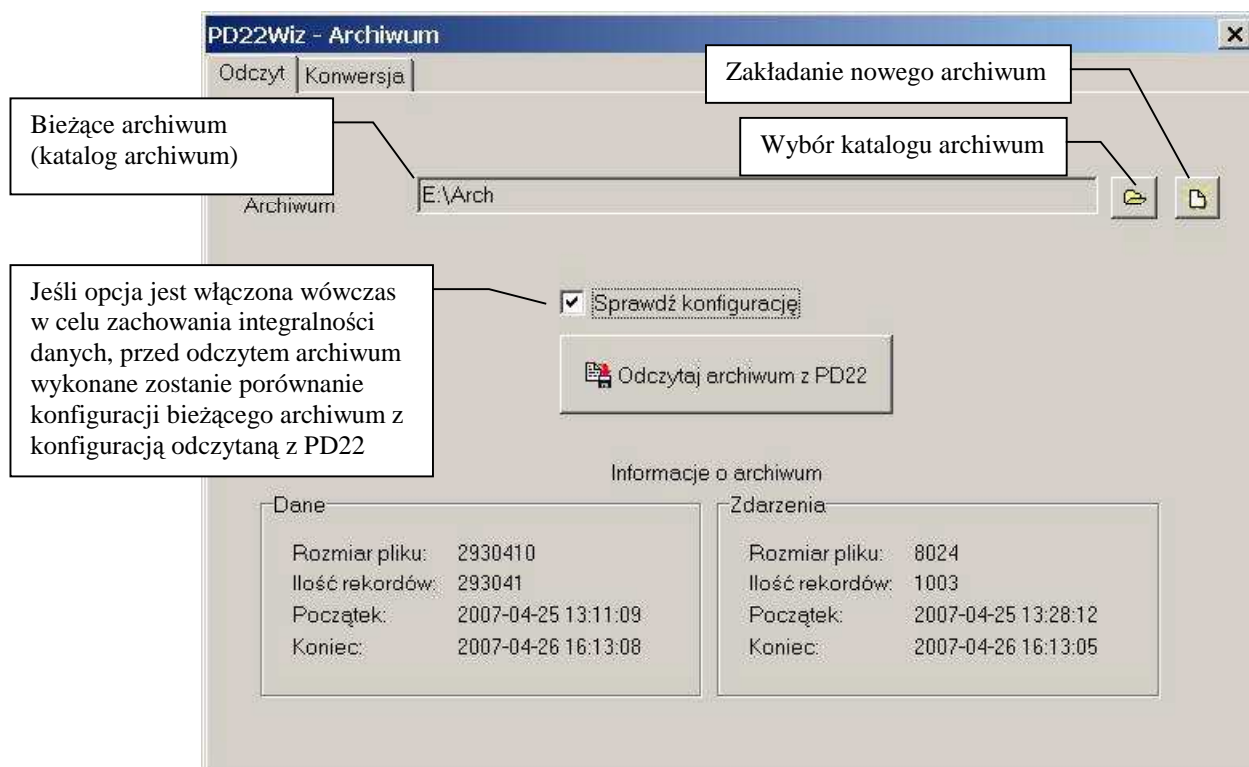 PD22Wiz - Archiwum
Odczyt Konwersja
Zakładanie nowego archiwum
Bieżące archiwum
(katalog archiwum)
Wybór katalogu archiwum
Archiwum E:\Arch
Jeśli opcja jest włączona wówczas
w celu zachowania integralności
danych, przed odczytem archiwum
wykonane zostanie porównanie
konfiguracji bieżącego archiwum z
konfiguracją odczytaną z PD22
Sprawdź konfigurację
Odczytaj archiwum z PD22
Informacje o archiwum
Dane
Rozmiar pliku: 2930410
Ilość rekordów: 293041
Początek: 2007-04-25 13:11:09
Koniec: 2007-04-26 16:13:08
Zdarzenia
Rozmiar pliku: 8024
Ilość rekordów: 1003
Początek: 2007-04-25 13:28:12
Koniec: 2007-04-26 16:13:05